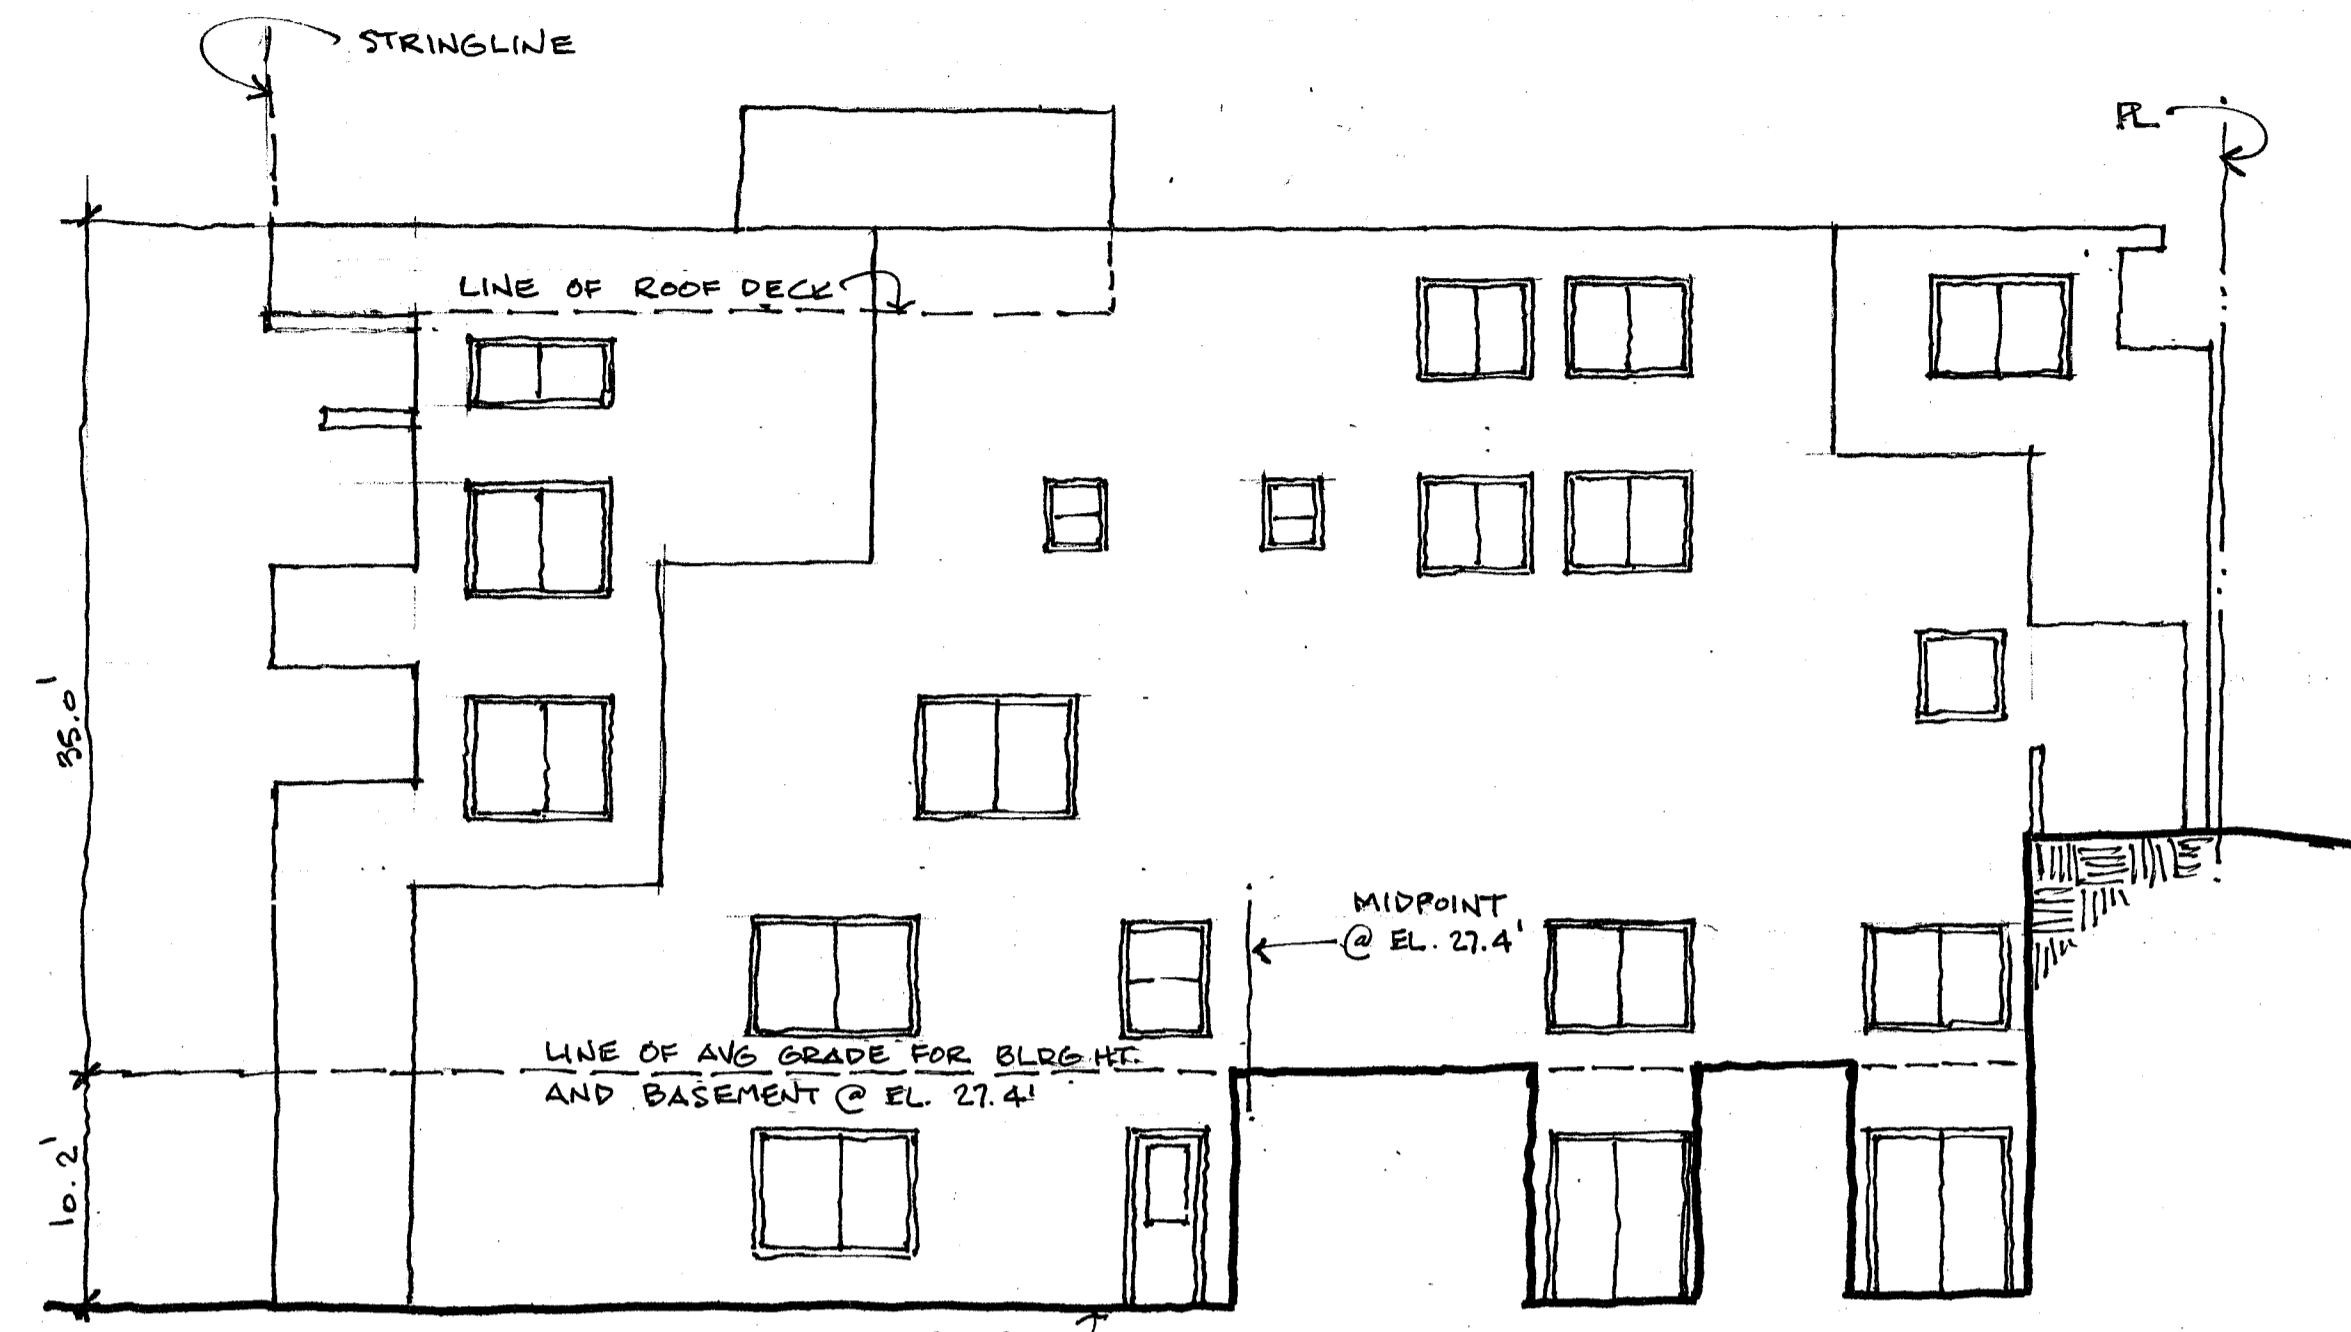 STRINGLINE
PL
LINE OF ROOF DECK
35.0'
MIDPOINT
@ EL. 27.4'
LINE OF AVG GRADE FOR BLDG HT.
AND BASEMENT @ EL. 27.4'
10.2'